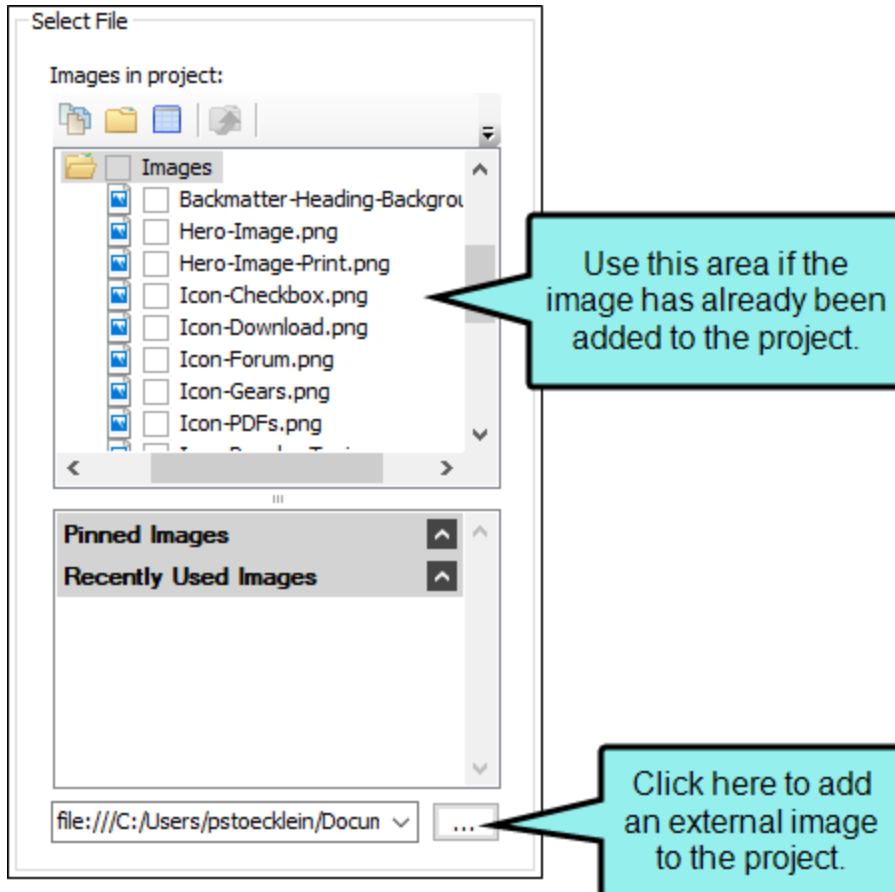 Select File
Images in project:
Images
Backmatter-Heading-Backgrou
Hero-Image.png
Hero-Image-Print.png
Icon-Checkbox.png
Icon-Download.png
Icon-Forum.png
Icon-Gears.png
Icon-PDFs.png
Use this area if the
image has already been
added to the project.
Pinned Images
Recently Used Images
file:///C:/Users/pstoecklein/Docun
...
Click here to add
an external image
to the project.